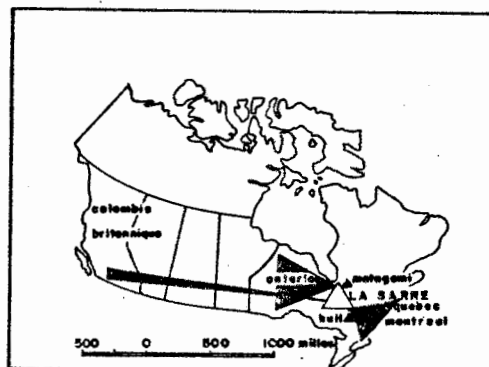 colombie
britannique
ontario
matagami
LA SARRE
quebec
hull
montreal
500 0 500 1000 milles